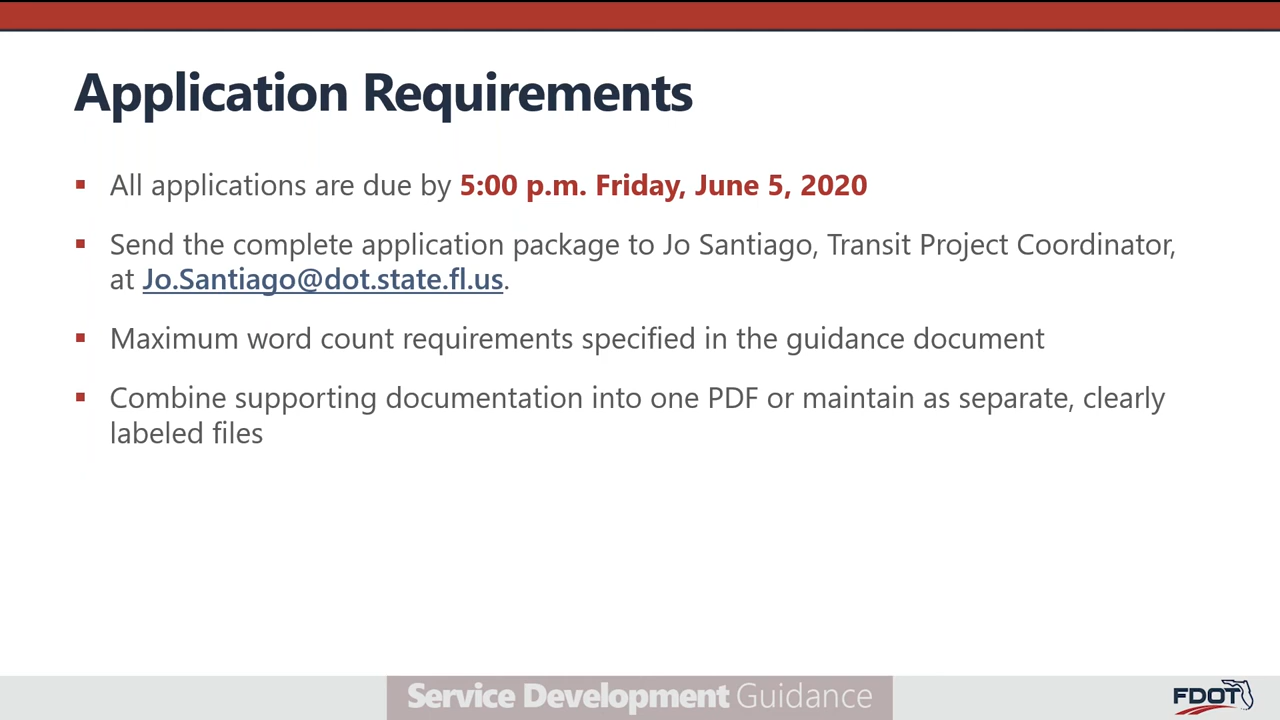 Application Requirements
▪ All applications are due by 5:00 p.m. Friday, June 5, 2020
▪ Send the complete application package to Jo Santiago, Transit Project Coordinator,
at Jo.Santiago@dot.state.fl.us.
▪ Maximum word count requirements specified in the guidance document
▪ Combine supporting documentation into one PDF or maintain as separate, clearly
labeled files
Service Development Guidance
FDOT